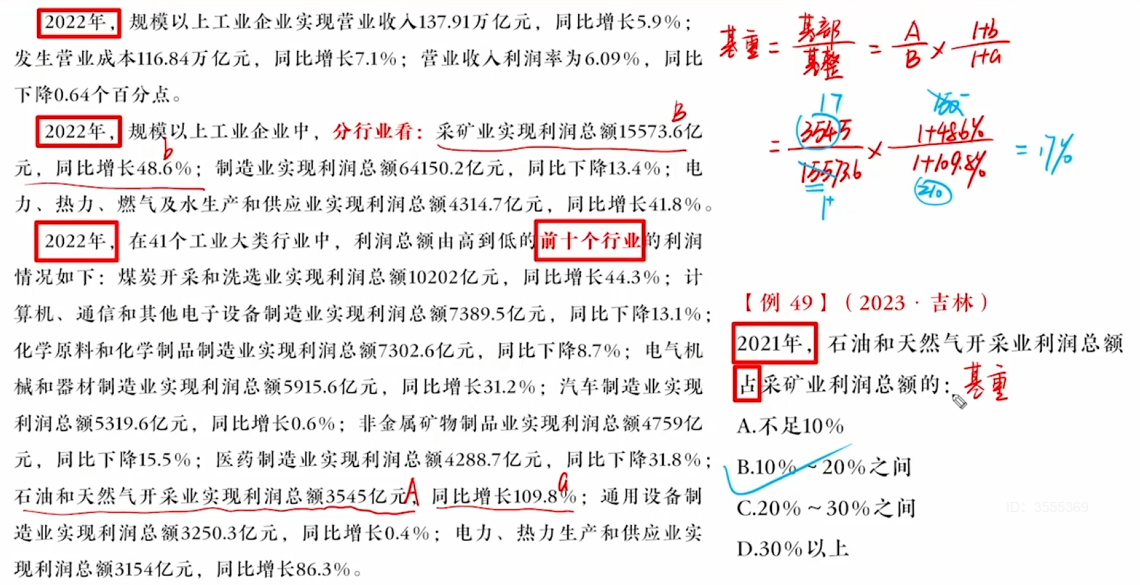 2022年，规模以上工业企业实现营业收入137.91万亿元，同比增长5.9%；
发生营业成本116.84万亿元，同比增长7.1%；营业收入利润率为6.09%，同比
下降0.64个百分点。
B
2022年，规模以上工业企业中，分行业看：采矿业实现利润总额15573.6亿
b
元，同比增长48.6%；制造业实现利润总额64150.2亿元，同比下降13.4%；电
力、热力、燃气及水生产和供应业实现利润总额4314.7亿元，同比增长41.8%。
2022年，在41个工业大类行业中，利润总额由高到低的前十个行业的利润
情况如下：煤炭开采和洗选业实现利润总额10202亿元，同比增长44.3%；计
算机、通信和其他电子设备制造业实现利润总额7389.5亿元，同比下降13.1%；
化学原料和化学制品制造业实现利润总额7302.6亿元，同比下降8.7%；电气机
械和器材制造业实现利润总额5915.6亿元，同比增长31.2%；汽车制造业实现
利润总额5319.6亿元，同比增长0.6%；非金属矿物制品业实现利润总额4759亿
元，同比下降15.5%；医药制造业实现利润总额4288.7亿元，同比下降31.8%；
A a
石油和天然气开采业实现利润总额3545亿元，同比增长109.8%；通用设备制
造业实现利润总额3250.3亿元，同比增长0.4%；电力、热力生产和供应业实
现利润总额3154亿元，同比增长86.3%。
基重 = 基部/基整 = A/B × 1+b/1+a
17
= 3545/15573.6 × 1+48.6%/1+109.8% = 17%
1+
210
【例 49】（2023 · 吉林）
2021年，石油和天然气开采业利润总额
占采矿业利润总额的：基重
A.不足10%
B.10% ~ 20%之间
C.20% ~ 30%之间
D.30%以上
ID：3555369